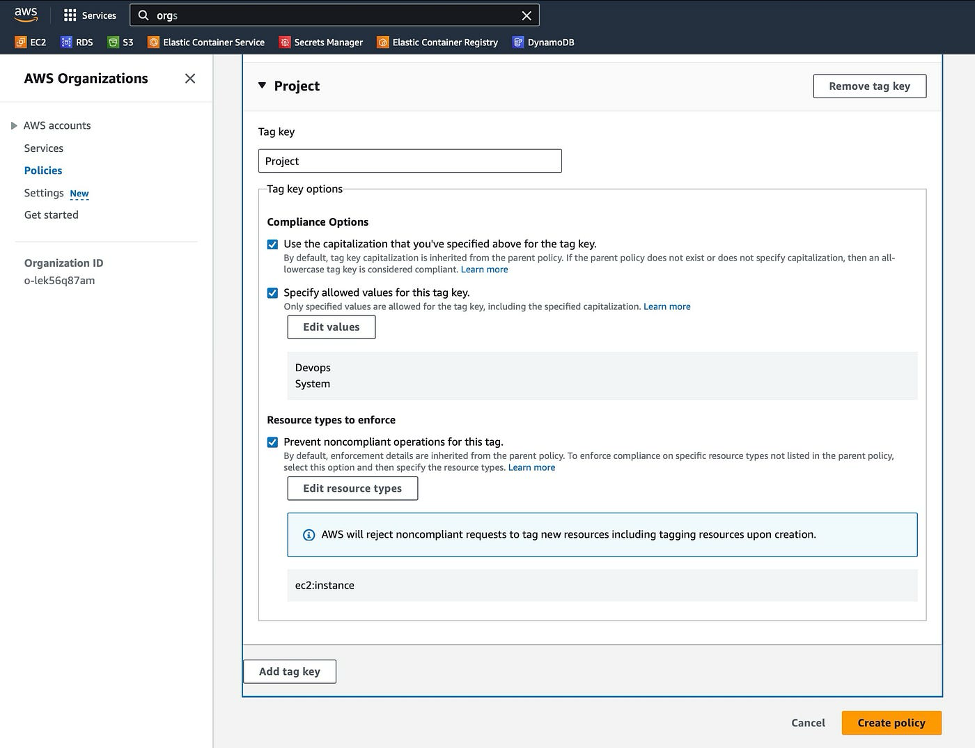 aws
Services
orgs
EC2
RDS
S3
Elastic Container Service
Secrets Manager
Elastic Container Registry
DynamoDB
AWS Organizations
AWS accounts
Services
Policies
Settings New
Get started
Organization ID
o-lek56q87am
Project
Remove tag key
Tag key
Project
Tag key options
Compliance Options
Use the capitalization that you've specified above for the tag key.
By default, tag key capitalization is inherited from the parent policy. If the parent policy does not exist or does not specify capitalization, then an all-
lowercase tag key is considered compliant. Learn more
Specify allowed values for this tag key.
Only specified values are allowed for the tag key, including the specified capitalization. Learn more
Edit values
Devops
System
Resource types to enforce
Prevent noncompliant operations for this tag.
By default, enforcement details are inherited from the parent policy. To enforce compliance on specific resource types not listed in the parent policy,
select this option and then specify the resource types. Learn more
Edit resource types
AWS will reject noncompliant requests to tag new resources including tagging resources upon creation.
ec2:instance
Add tag key
Cancel
Create policy